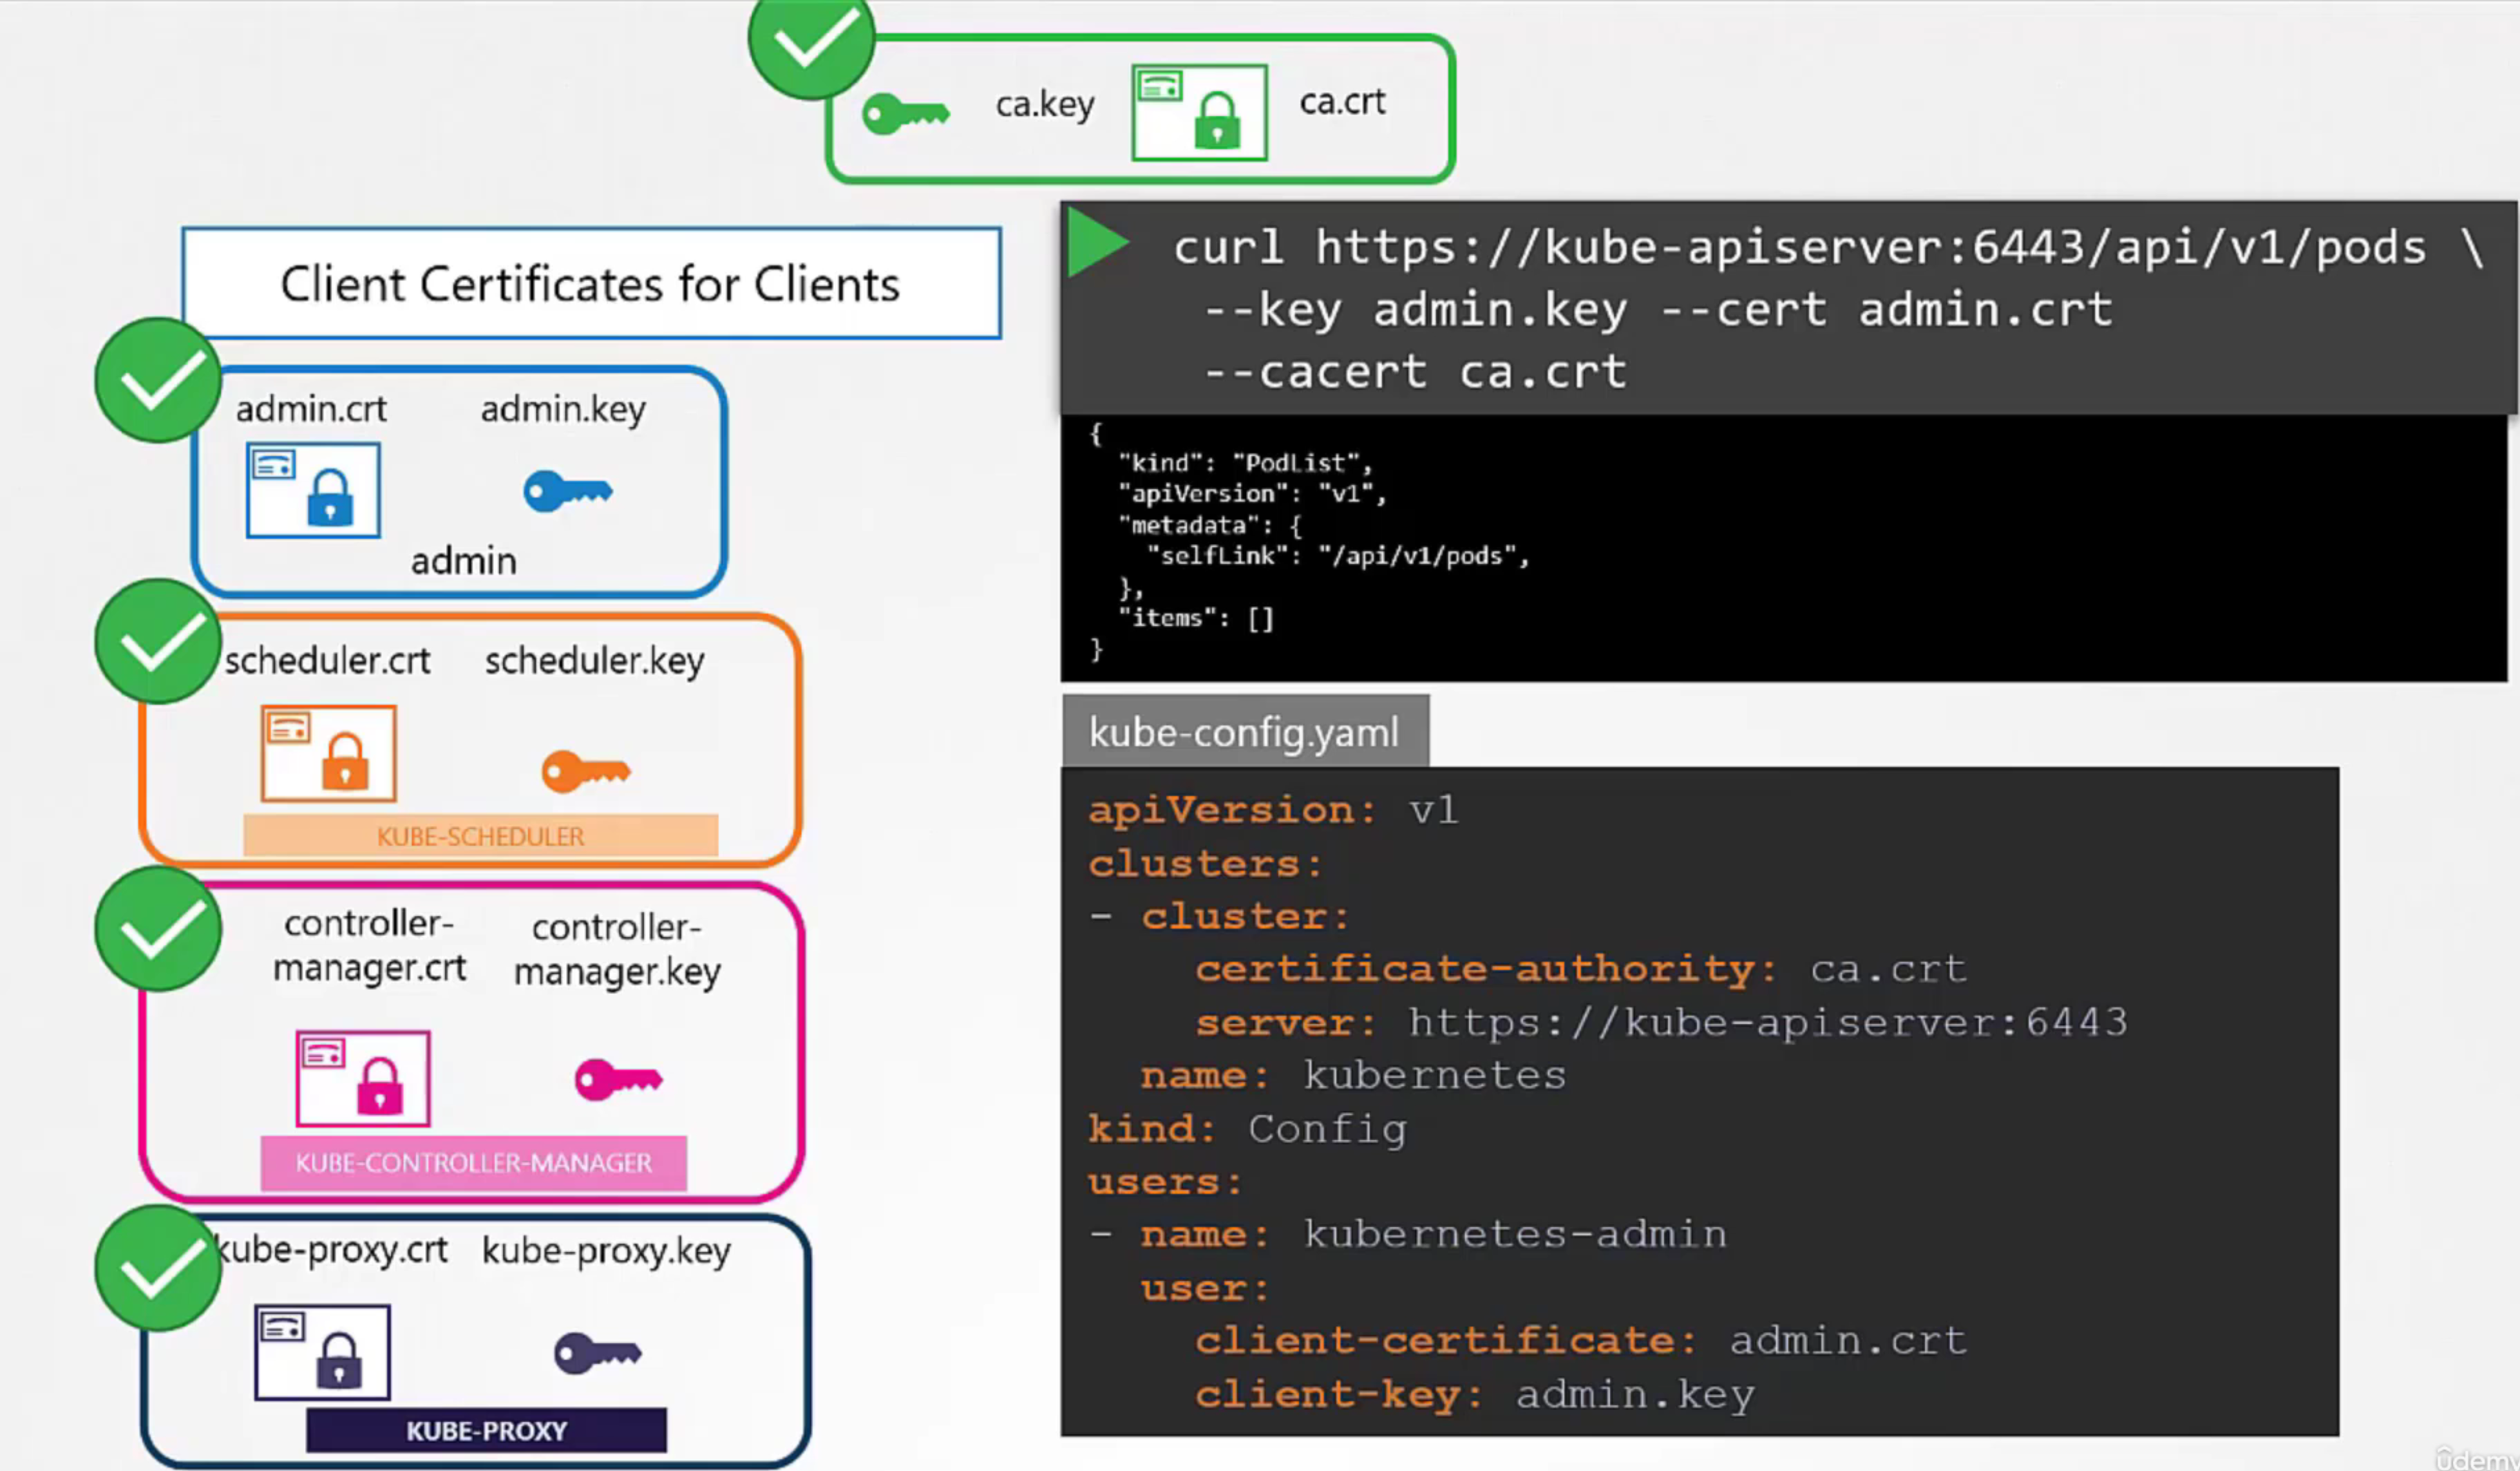 ca.key
ca.crt
Client Certificates for Clients
admin.crt
admin.key
admin
scheduler.crt
scheduler.key
KUBE-SCHEDULER
controller-
manager.crt
controller-
manager.key
KUBE-CONTROLLER-MANAGER
kube-proxy.crt
kube-proxy.key
KUBE-PROXY
curl https://kube-apiserver:6443/api/v1/pods \
--key admin.key --cert admin.crt
--cacert ca.crt
{
"kind": "PodList",
"apiVersion": "v1",
"metadata": {
"selfLink": "/api/v1/pods",
},
"items": []
}
kube-config.yaml
apiVersion: v1
clusters:
- cluster:
certificate-authority: ca.crt
server: https://kube-apiserver:6443
name: kubernetes
kind: Config
users:
- name: kubernetes-admin
user:
client-certificate: admin.crt
client-key: admin.key
ûdemy